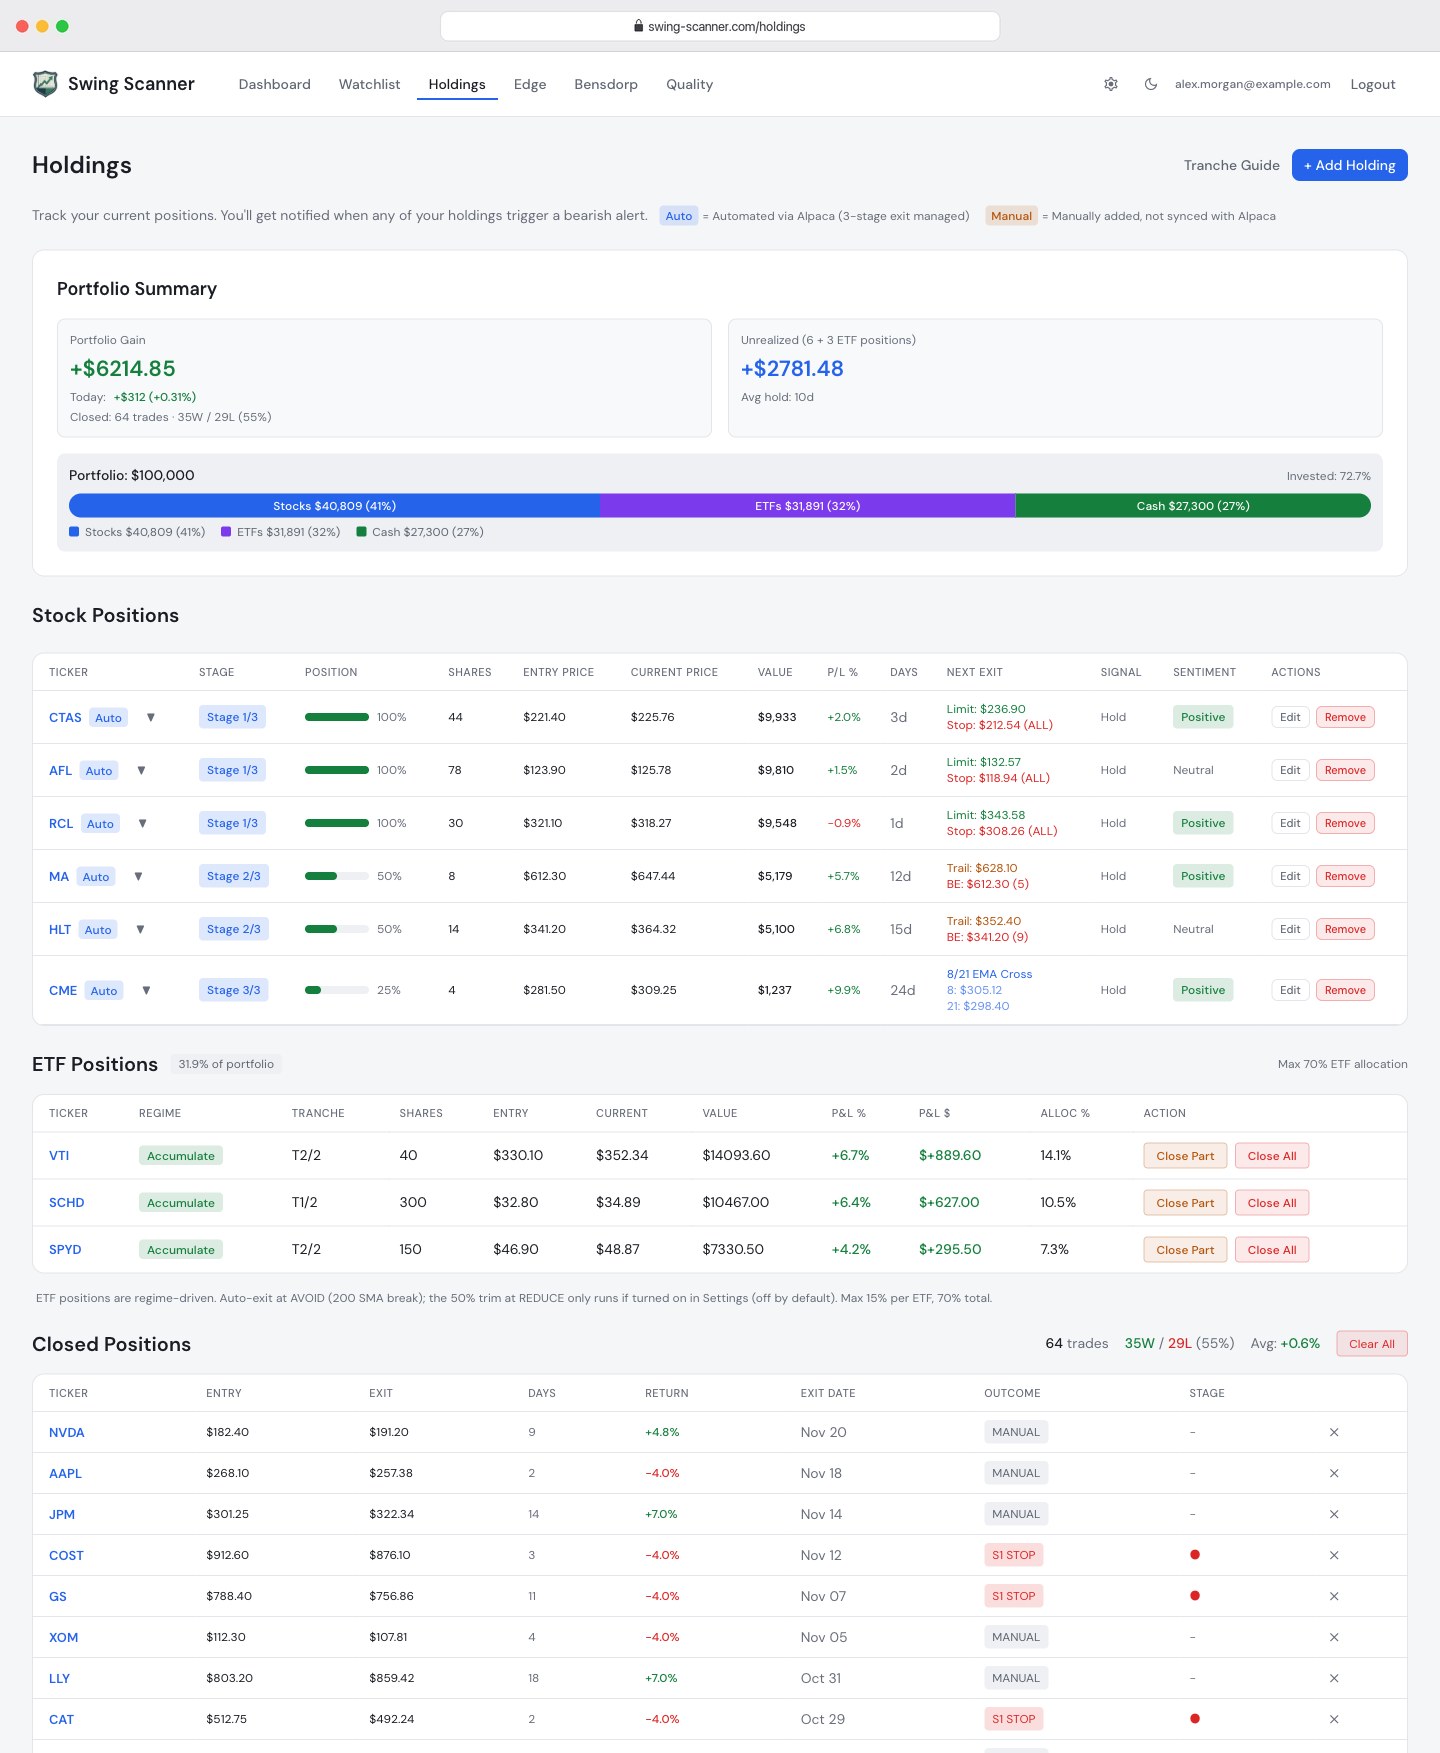 swing-scanner.com/holdings
Swing Scanner Dashboard Watchlist Holdings Edge Bensdorp Quality alex.morgan@example.com Logout
Holdings Tranche Guide + Add Holding
Track your current positions. You'll get notified when any of your holdings trigger a bearish alert. Auto = Automated via Alpaca (3-stage exit managed) Manual = Manually added, not synced with Alpaca
Portfolio Summary
Portfolio Gain
+$6214.85
Today: +$312 (+0.31%)
Closed: 64 trades · 35W / 29L (55%)
Unrealized (6 + 3 ETF positions)
+$2781.48
Avg hold: 10d
Portfolio: $100,000 Invested: 72.7%
Stocks $40,809 (41%) ETFs $31,891 (32%) Cash $27,300 (27%)
Stocks $40,809 (41%) ETFs $31,891 (32%) Cash $27,300 (27%)
Stock Positions
TICKER STAGE POSITION SHARES ENTRY PRICE CURRENT PRICE VALUE P/L % DAYS NEXT EXIT SIGNAL SENTIMENT ACTIONS
CTAS Auto ▼ Stage 1/3 100% 44 $221.40 $225.76 $9,933 +2.0% 3d Limit: $236.90 Hold Positive Edit Remove
Stop: $212.54 (ALL)
AFL Auto ▼ Stage 1/3 100% 78 $123.90 $125.78 $9,810 +1.5% 2d Limit: $132.57 Hold Neutral Edit Remove
Stop: $118.94 (ALL)
RCL Auto ▼ Stage 1/3 100% 30 $321.10 $318.27 $9,548 -0.9% 1d Limit: $343.58 Hold Positive Edit Remove
Stop: $308.26 (ALL)
MA Auto ▼ Stage 2/3 50% 8 $612.30 $647.44 $5,179 +5.7% 12d Trail: $628.10 Hold Positive Edit Remove
BE: $612.30 (5)
HLT Auto ▼ Stage 2/3 50% 14 $341.20 $364.32 $5,100 +6.8% 15d Trail: $352.40 Hold Neutral Edit Remove
BE: $341.20 (9)
CME Auto ▼ Stage 3/3 25% 4 $281.50 $309.25 $1,237 +9.9% 24d 8/21 EMA Cross Hold Positive Edit Remove
8: $305.12
21: $298.40
ETF Positions 31.9% of portfolio Max 70% ETF allocation
TICKER REGIME TRANCHE SHARES ENTRY CURRENT VALUE P&L % P&L $ ALLOC % ACTION
VTI Accumulate T2/2 40 $330.10 $352.34 $14093.60 +6.7% $+889.60 14.1% Close Part Close All
SCHD Accumulate T1/2 300 $32.80 $34.89 $10467.00 +6.4% $+627.00 10.5% Close Part Close All
SPYD Accumulate T2/2 150 $46.90 $48.87 $7330.50 +4.2% $+295.50 7.3% Close Part Close All
ETF positions are regime-driven. Auto-exit at AVOID (200 SMA break); the 50% trim at REDUCE only runs if turned on in Settings (off by default). Max 15% per ETF, 70% total.
Closed Positions 64 trades 35W / 29L (55%) Avg: +0.6% Clear All
TICKER ENTRY EXIT DAYS RETURN EXIT DATE OUTCOME STAGE
NVDA $182.40 $191.20 9 +4.8% Nov 20 MANUAL - ×
AAPL $268.10 $257.38 2 -4.0% Nov 18 MANUAL - ×
JPM $301.25 $322.34 14 +7.0% Nov 14 MANUAL - ×
COST $912.60 $876.10 3 -4.0% Nov 12 S1 STOP ×
GS $788.40 $756.86 11 -4.0% Nov 07 S1 STOP ×
XOM $112.30 $107.81 4 -4.0% Nov 05 MANUAL - ×
LLY $803.20 $859.42 18 +7.0% Oct 31 MANUAL - ×
CAT $512.75 $492.24 2 -4.0% Oct 29 S1 STOP ×